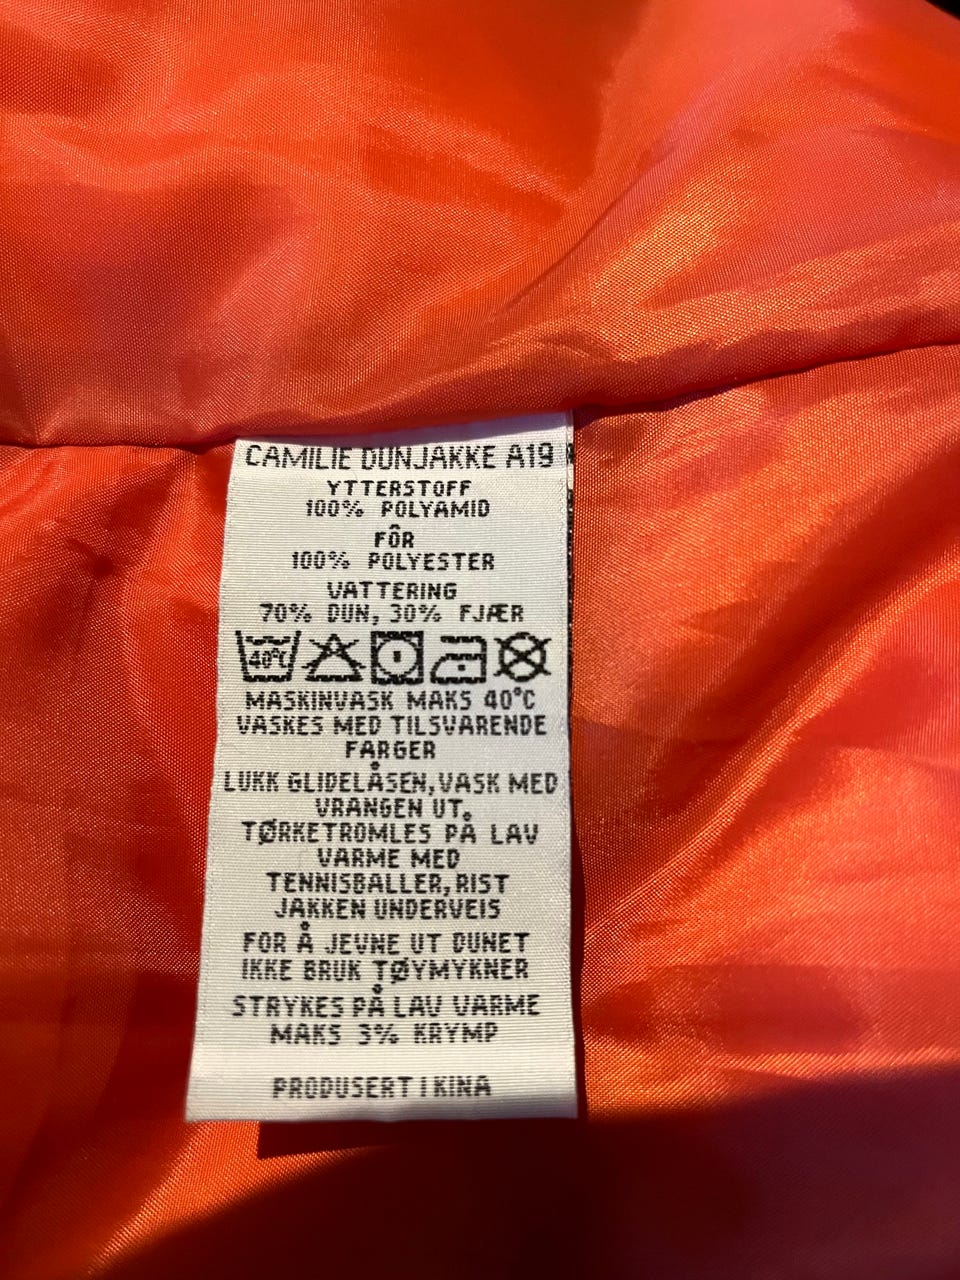 CAMILIE DUNJAKKE A19
YTTERSTOFF
100% POLYAMID
FÔR
100% POLYESTER
VATTERING
70% DUN, 30% FJÆR
40°C
MASKINVASK MAKS 40°C
VASKES MED TILSVARENDE
FARGER
LUKK GLIDELÅSEN, VASK MED
VRANGEN UT.
TØRKETROMLES PÅ LAV
VARME MED
TENNISBALLER, RIST
JAKKEN UNDERVEIS
FOR Å JEVNE UT DUNET
IKKE BRUK TØYMYKNER
STRYKES PÅ LAV VARME
MAKS 3% KRYMP
PRODUSERT I KINA